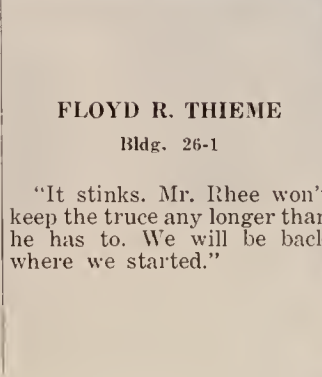 FLOYD R. THIEME
Bldg. 26-1
"It stinks. Mr. Rhee won'
keep the truce any longer than
he has to. We will be back
where we started."